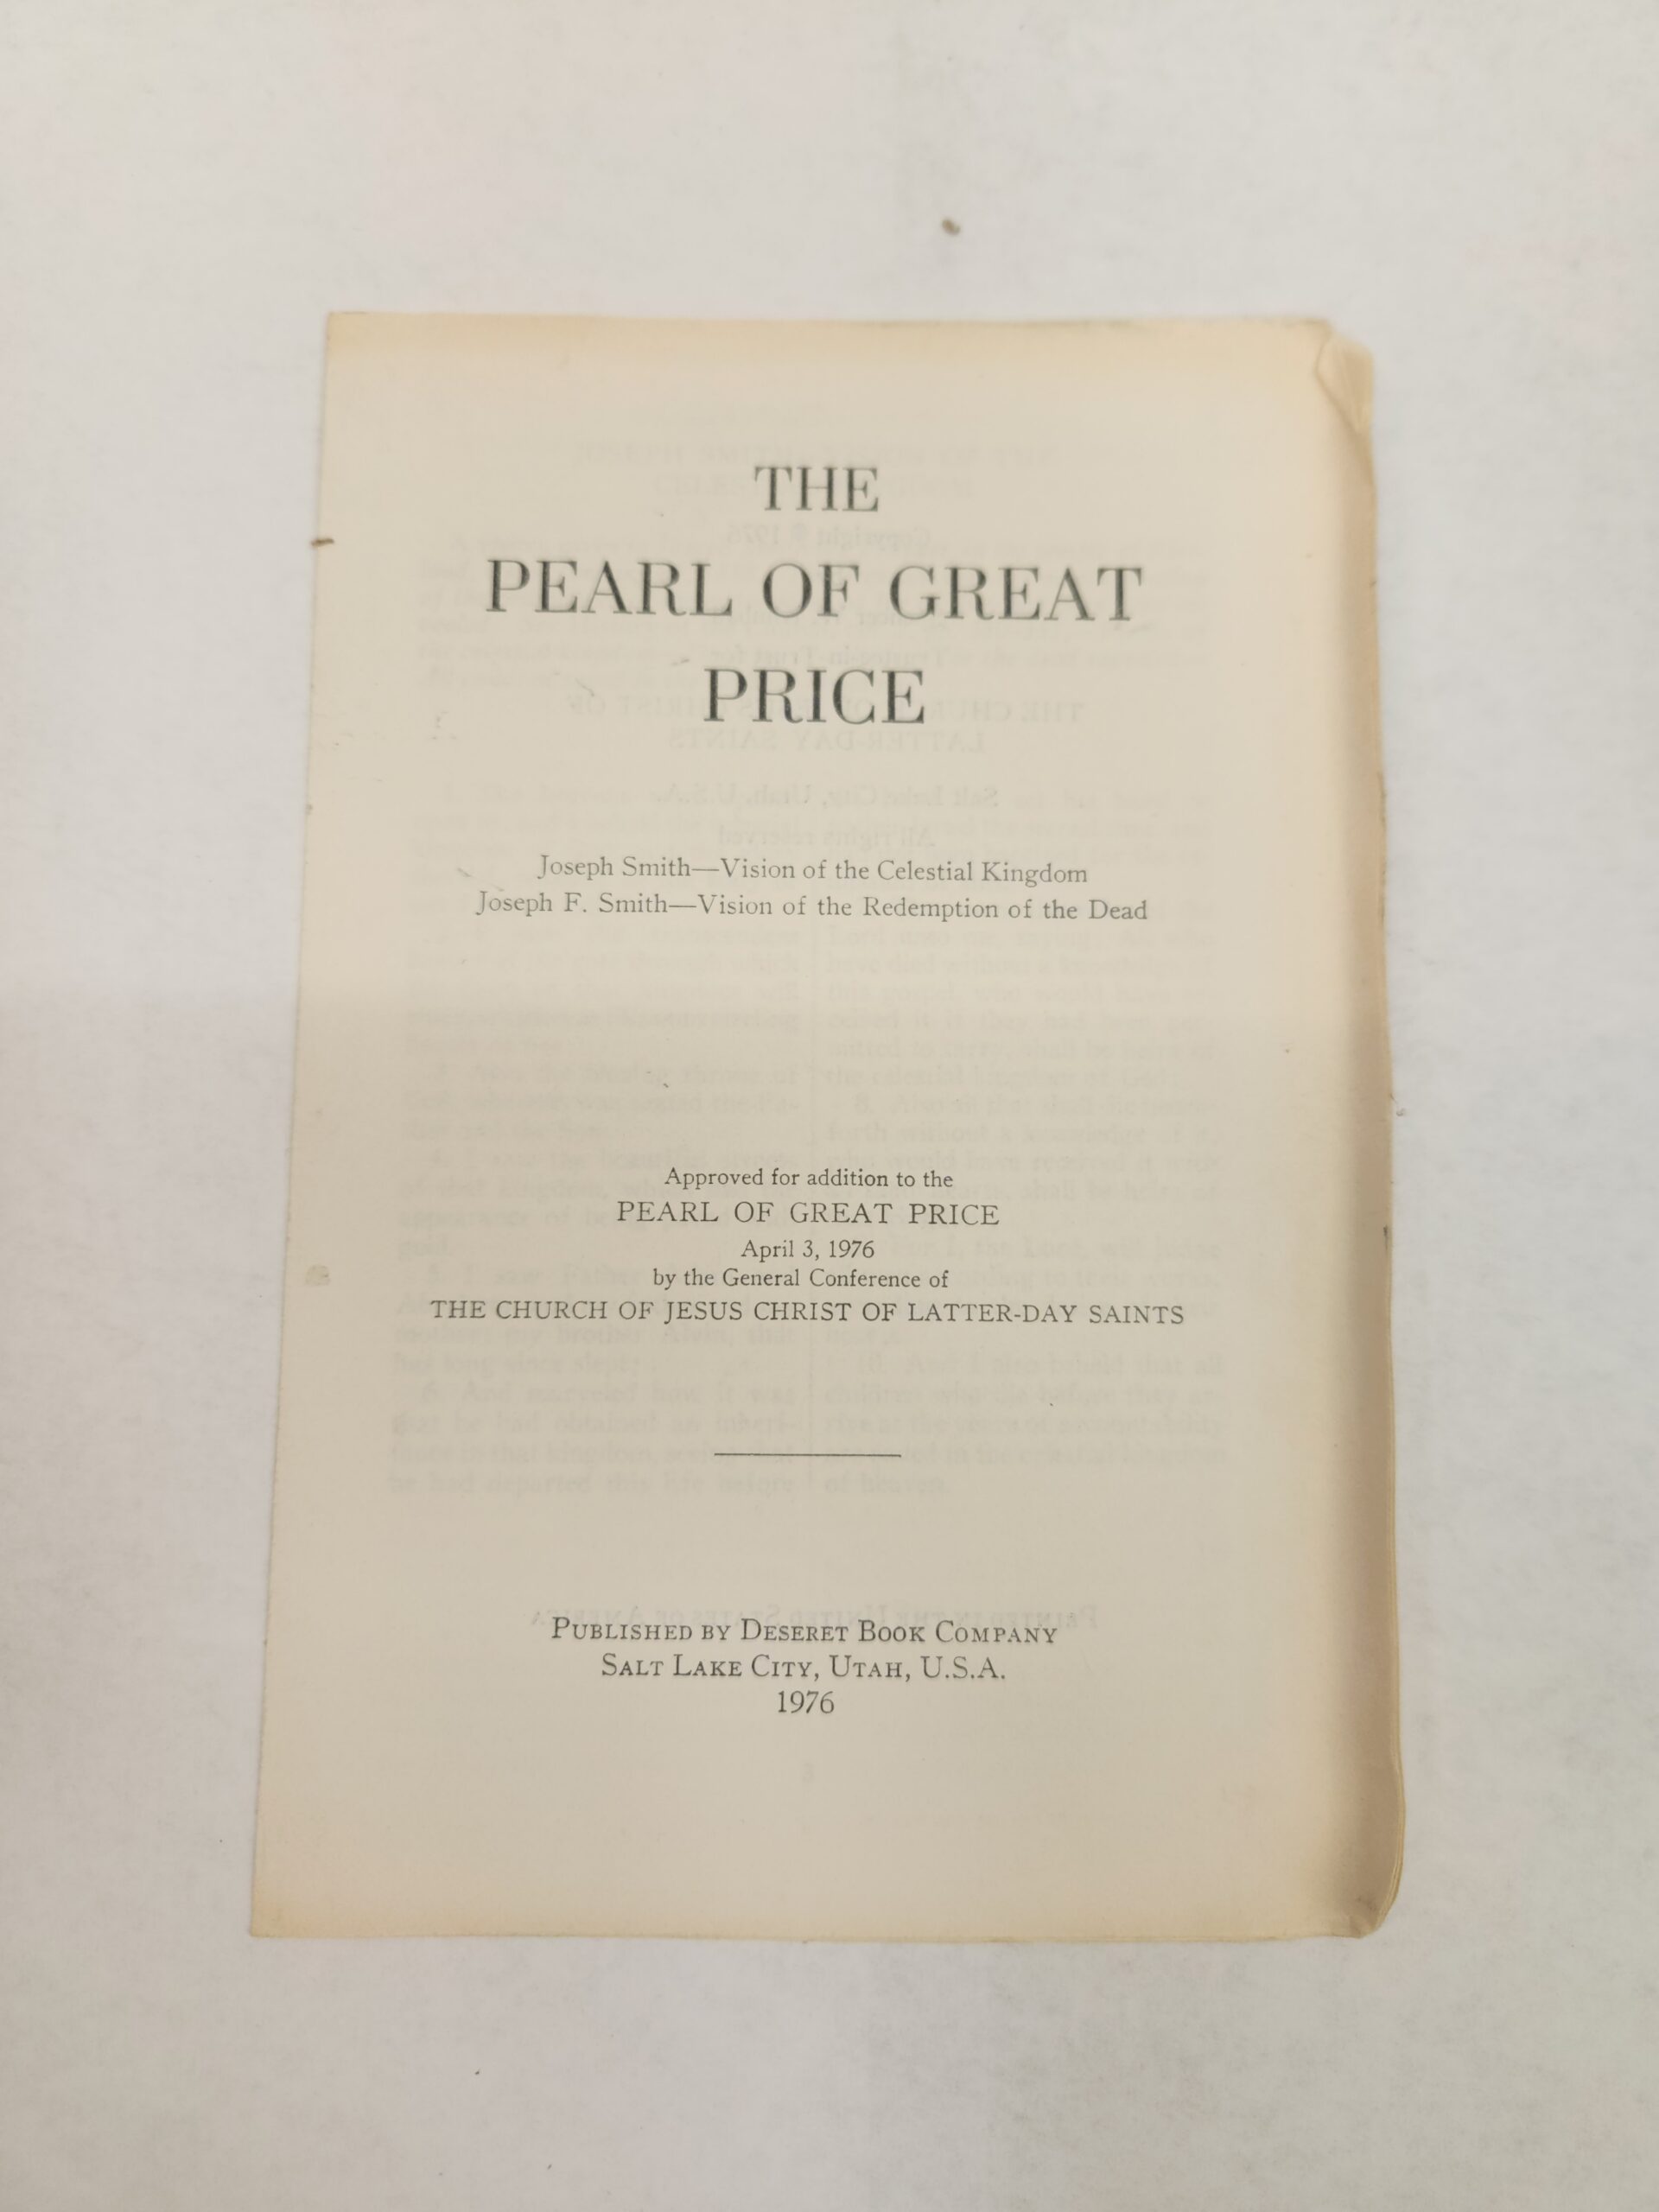 THE
PEARL OF GREAT
PRICE
Joseph Smith—Vision of the Celestial Kingdom
Joseph F. Smith—Vision of the Redemption of the Dead
Approved for addition to the
PEARL OF GREAT PRICE
April 3, 1976
by the General Conference of
THE CHURCH OF JESUS CHRIST OF LATTER-DAY SAINTS
PUBLISHED BY DESERET BOOK COMPANY
SALT LAKE CITY, UTAH, U.S.A.
1976